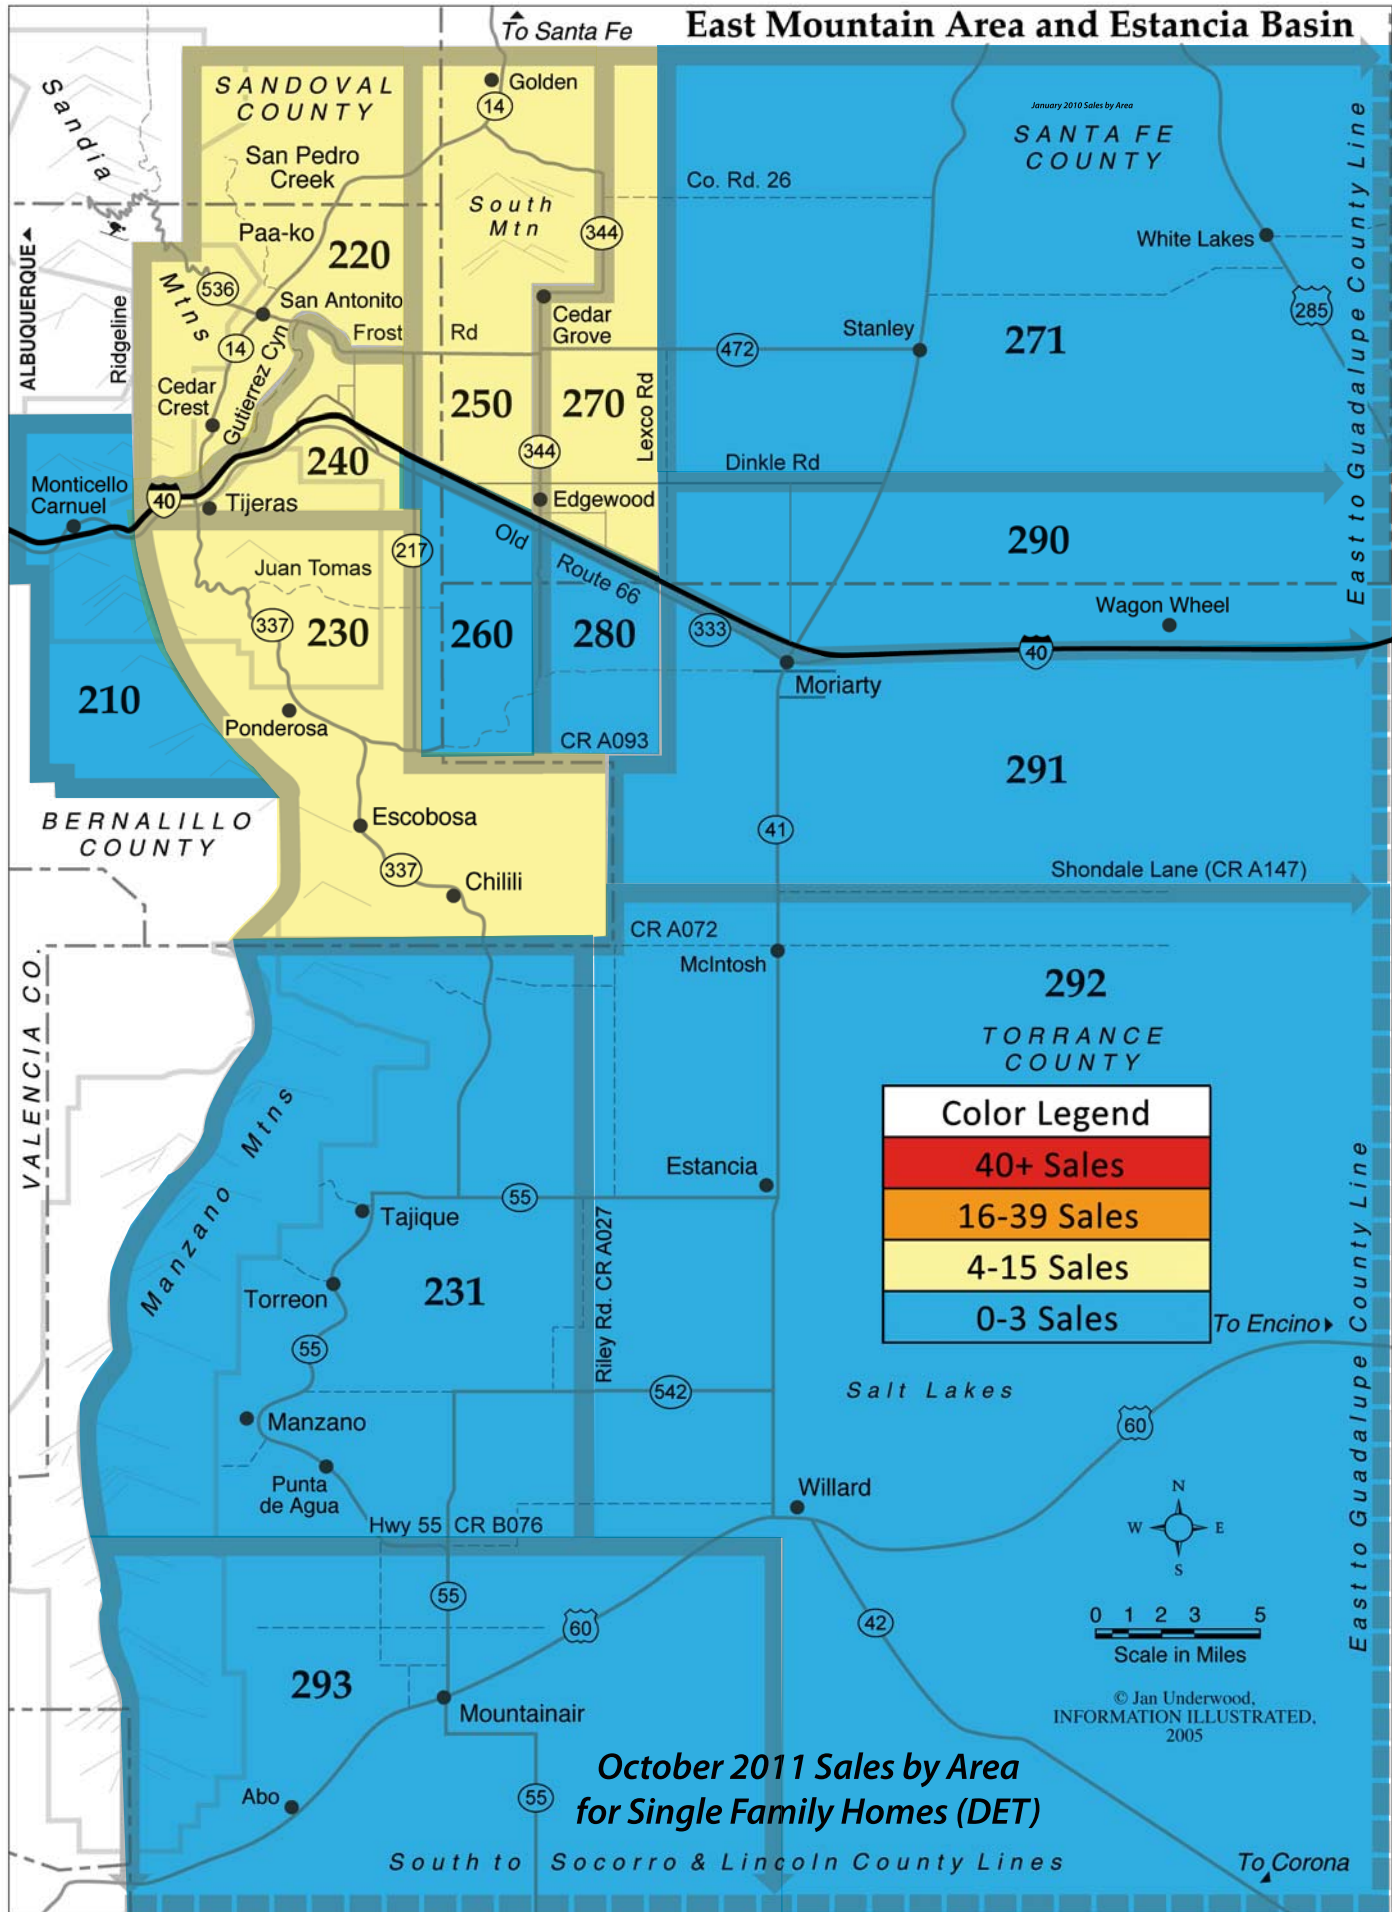 East Mountain Area and Estancia Basin
To Santa Fe
January 2010 Sales by Area
SANDOVAL
COUNTY
Golden
14
SANTA FE
COUNTY
Sandia
Mtns
San Pedro
Creek
South
Mtn
Co. Rd. 26
344
White Lakes
ALBUQUERQUE
Paa-ko
220
536
San Antonito
Cedar
Grove
285
Ridgeline
Frost
Rd
472
Stanley
271
14
Gutierrez Cyn
Cedar
Crest
250
270
Lexco Rd
East to Guadalupe County Line
344
240
Dinkle Rd
Monticello
Carnuel
40
Tijeras
Edgewood
217
Old
Route 66
290
Juan Tomas
337
230
260
280
333
Wagon Wheel
40
210
Moriarty
Ponderosa
CR A093
291
BERNALILLO
COUNTY
Escobosa
41
337
Chilili
Shondale Lane (CR A147)
CR A072
McIntosh
VALENCIA CO.
292
TORRANCE
COUNTY
Manzano Mtns
Color Legend
40+ Sales
16-39 Sales
4-15 Sales
0-3 Sales
Estancia
55
Tajique
Riley Rd. CR A027
231
Torreon
To Encino
East to Guadalupe County Line
55
542
Salt Lakes
60
Manzano
Punta
de Agua
Willard
N
W
E
S
Hwy 55
CR B076
55
60
42
0 1 2 3 5
Scale in Miles
293
Mountainair
© Jan Underwood,
INFORMATION ILLUSTRATED,
2005
October 2011 Sales by Area
for Single Family Homes (DET)
Abo
55
South to Socorro & Lincoln County Lines
To Corona